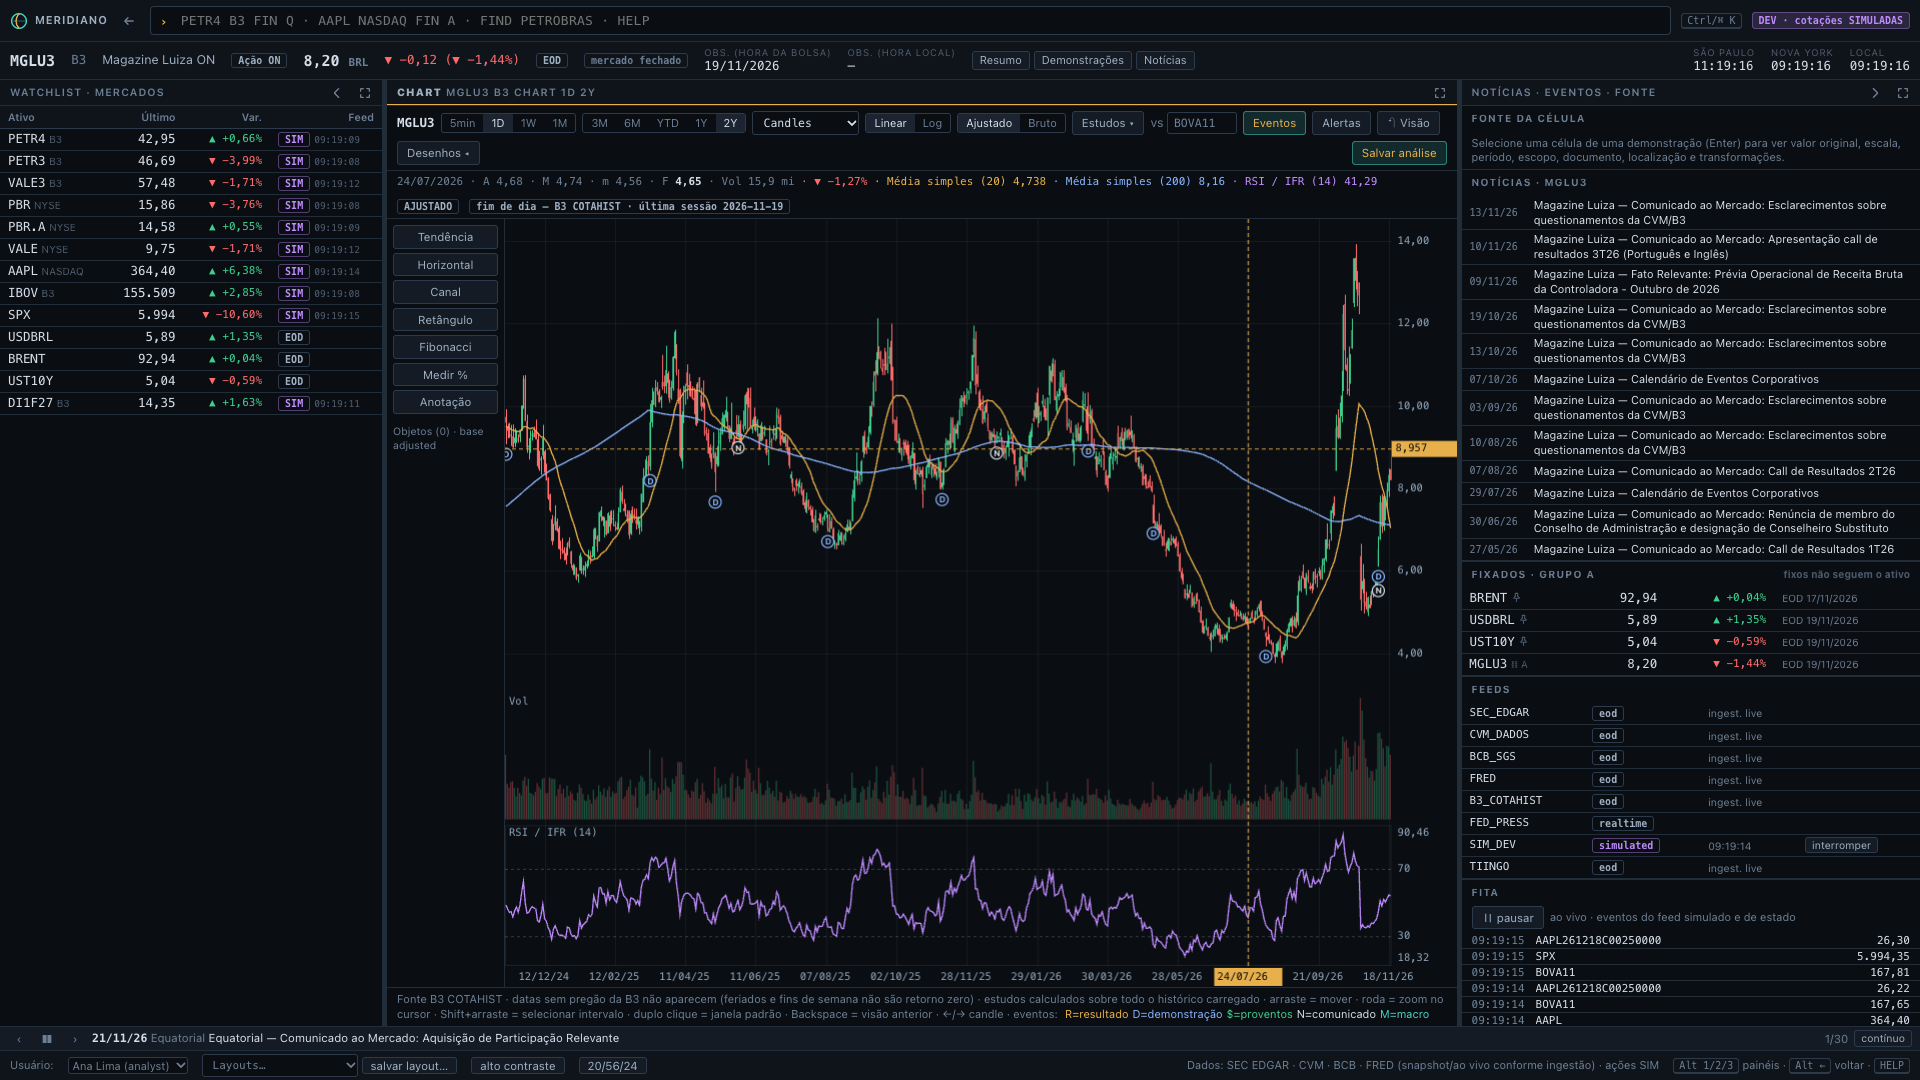 MERIDIANO ← › PETR4 B3 FIN Q · AAPL NASDAQ FIN A · FIND PETROBRAS · HELP Ctrl/⌘ K DEV · cotações SIMULADAS
MGLU3 B3 Magazine Luiza ON Ação ON 8,20 BRL ▼ −0,12 (▼ −1,44%) EOD mercado fechado
OBS. (HORA DA BOLSA) 19/11/2026
OBS. (HORA LOCAL) —
Resumo Demonstrações Notícias
SÃO PAULO 11:19:16
NOVA YORK 09:19:16
LOCAL 09:19:16
WATCHLIST · MERCADOS
Ativo Último Var. Feed
PETR4 B3 42,95 ▲ +0,66% SIM 09:19:09
PETR3 B3 46,69 ▼ −3,99% SIM 09:19:08
VALE3 B3 57,48 ▼ −1,71% SIM 09:19:12
PBR NYSE 15,86 ▼ −3,76% SIM 09:19:08
PBR.A NYSE 14,58 ▲ +0,55% SIM 09:19:09
VALE NYSE 9,75 ▼ −1,71% SIM 09:19:12
AAPL NASDAQ 364,40 ▲ +6,38% SIM 09:19:14
IBOV B3 155.509 ▲ +2,85% SIM 09:19:08
SPX 5.994 ▼ −10,60% SIM 09:19:15
USDBRL 5,89 ▲ +1,35% EOD
BRENT 92,94 ▲ +0,04% EOD
UST10Y 5,04 ▼ −0,59% EOD
DI1F27 B3 14,35 ▲ +1,63% SIM 09:19:11
CHART MGLU3 B3 CHART 1D 2Y
MGLU3 5min 1D 1W 1M 3M 6M YTD 1Y 2Y Candles Linear Log Ajustado Bruto Estudos vs BOVA11 Eventos Alertas Visão
Desenhos Salvar análise
24/07/2026 · A 4,68 · M 4,74 · m 4,56 · F 4,65 · Vol 15,9 mi · ▼ −1,27% · Média simples (20) 4,738 · Média simples (200) 8,16 · RSI / IFR (14) 41,29
AJUSTADO fim de dia — B3 COTAHIST · última sessão 2026−11−19
Tendência
Horizontal
Canal
Retângulo
Fibonacci
Medir %
Anotação
Objetos (0) · base
adjusted
14,00
12,00
10,00
8,957
8,00
6,00
4,00
D D D D N D N D D D D N
Vol
RSI / IFR (14)
90,46
70
30
18,32
12/12/24 12/02/25 11/04/25 11/06/25 07/08/25 02/10/25 28/11/25 29/01/26 30/03/26 28/05/26 24/07/26 21/09/26 18/11/26
Fonte B3 COTAHIST · datas sem pregão da B3 não aparecem (feriados e fins de semana não são retorno zero) · estudos calculados sobre todo o histórico carregado · arraste = mover · roda = zoom no
cursor · Shift+arraste = selecionar intervalo · duplo clique = janela padrão · Backspace = visão anterior · ←/→ candle · eventos: R=resultado D=demonstração $=proventos N=comunicado M=macro
NOTÍCIAS · EVENTOS · FONTE
FONTE DA CÉLULA
Selecione uma célula de uma demonstração (Enter) para ver valor original, escala,
período, escopo, documento, localização e transformações.
NOTÍCIAS · MGLU3
13/11/26 Magazine Luiza — Comunicado ao Mercado: Esclarecimentos sobre
questionamentos da CVM/B3
10/11/26 Magazine Luiza — Comunicado ao Mercado: Apresentação call de
resultados 3T26 (Português e Inglês)
09/11/26 Magazine Luiza — Fato Relevante: Prévia Operacional de Receita Bruta
da Controladora - Outubro de 2026
19/10/26 Magazine Luiza — Comunicado ao Mercado: Esclarecimentos sobre
questionamentos da CVM/B3
13/10/26 Magazine Luiza — Comunicado ao Mercado: Esclarecimentos sobre
questionamentos da CVM/B3
07/10/26 Magazine Luiza — Calendário de Eventos Corporativos
03/09/26 Magazine Luiza — Comunicado ao Mercado: Esclarecimentos sobre
questionamentos da CVM/B3
10/08/26 Magazine Luiza — Comunicado ao Mercado: Esclarecimentos sobre
questionamentos da CVM/B3
07/08/26 Magazine Luiza — Comunicado ao Mercado: Call de Resultados 2T26
29/07/26 Magazine Luiza — Calendário de Eventos Corporativos
30/06/26 Magazine Luiza — Comunicado ao Mercado: Renúncia de membro do
Conselho de Administração e designação de Conselheiro Substituto
27/05/26 Magazine Luiza — Comunicado ao Mercado: Call de Resultados 1T26
FIXADOS · GRUPO A fixos não seguem o ativo
BRENT 92,94 ▲ +0,04% EOD 17/11/2026
USDBRL 5,89 ▲ +1,35% EOD 19/11/2026
UST10Y 5,04 ▼ −0,59% EOD 19/11/2026
MGLU3 A 8,20 ▼ −1,44% EOD 19/11/2026
FEEDS
SEC_EDGAR eod ingest. live
CVM_DADOS eod ingest. live
BCB_SGS eod ingest. live
FRED eod ingest. live
B3_COTAHIST eod ingest. live
FED_PRESS realtime
SIM_DEV simulated 09:19:14 interromper
TIINGO eod ingest. live
FITA
pausar ao vivo · eventos do feed simulado e de estado
09:19:15 AAPL261218C00250000 26,30
09:19:15 SPX 5.994,35
09:19:15 BOVA11 167,81
09:19:14 AAPL261218C00250000 26,22
09:19:14 BOVA11 167,65
09:19:14 AAPL 364,40
‹ › 21/11/26 Equatorial Equatorial — Comunicado ao Mercado: Aquisição de Participação Relevante 1/30 contínuo
Usuário: Ana Lima (analyst) Layouts… salvar layout… alto contraste 20/56/24 Dados: SEC EDGAR · CVM · BCB · FRED (snapshot/ao vivo conforme ingestão) · ações SIM Alt 1/2/3 painéis · Alt ← voltar · HELP